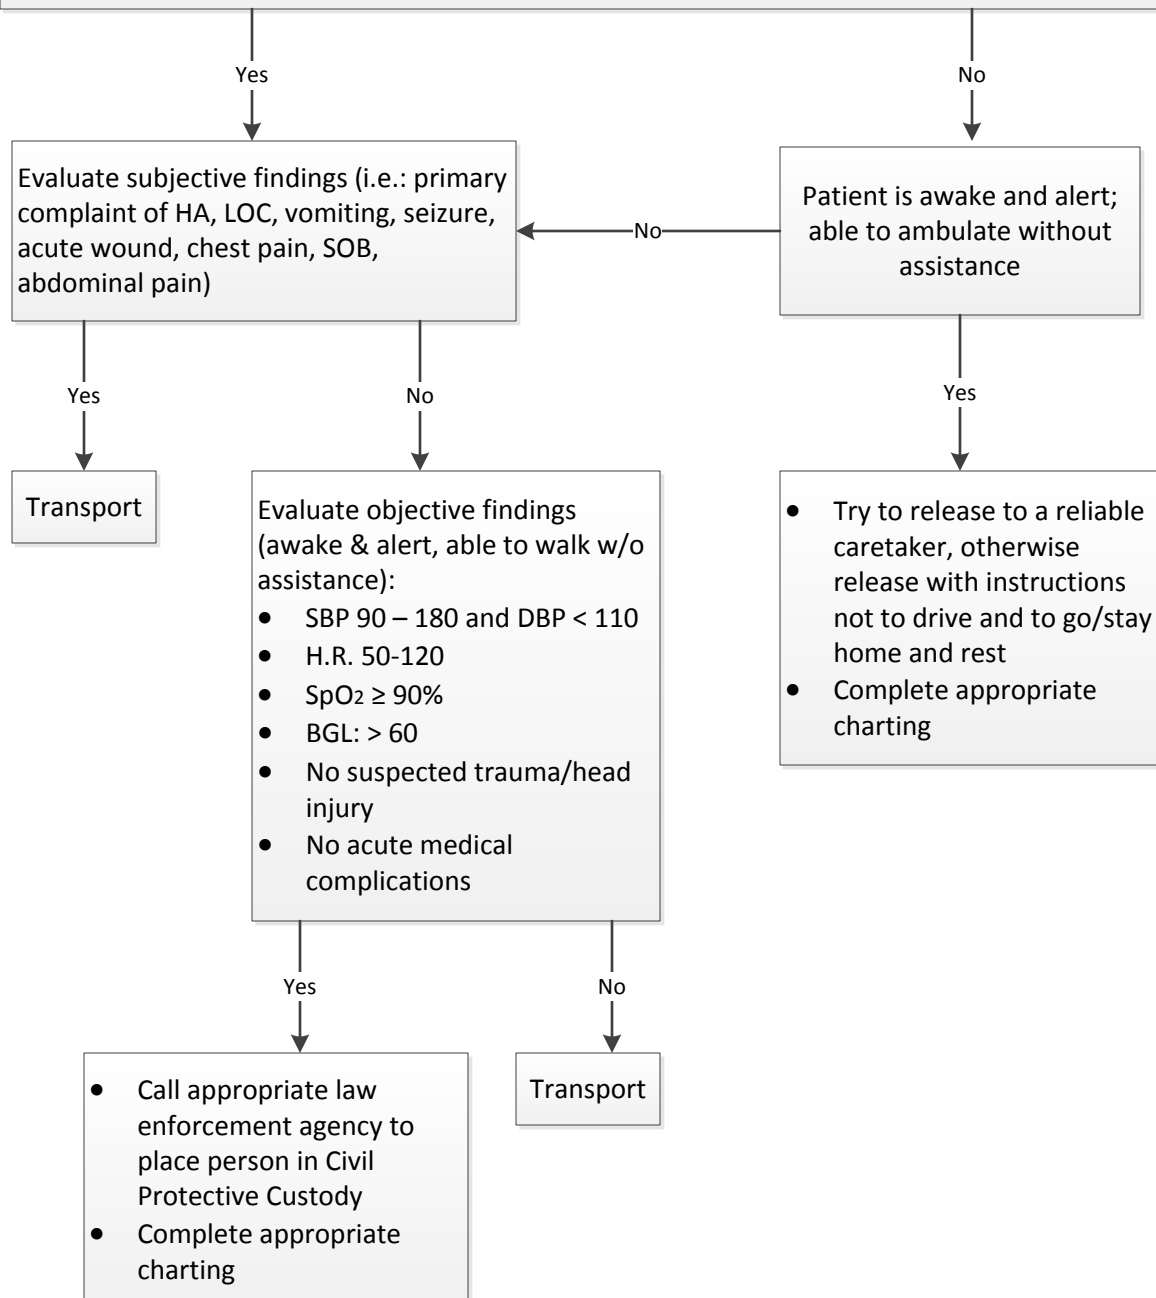 Yes
No
Evaluate subjective findings (i.e.: primary
complaint of HA, LOC, vomiting, seizure,
acute wound, chest pain, SOB,
abdominal pain)
No
Patient is awake and alert;
able to ambulate without
assistance
Yes
No
Yes
Transport
Evaluate objective findings
(awake & alert, able to walk w/o
assistance):
• SBP 90 – 180 and DBP < 110
• H.R. 50-120
• SpO₂ ≥ 90%
• BGL: > 60
• No suspected trauma/head
injury
• No acute medical
complications
• Try to release to a reliable
caretaker, otherwise
release with instructions
not to drive and to go/stay
home and rest
• Complete appropriate
charting
Yes
No
• Call appropriate law
enforcement agency to
place person in Civil
Protective Custody
• Complete appropriate
charting
Transport